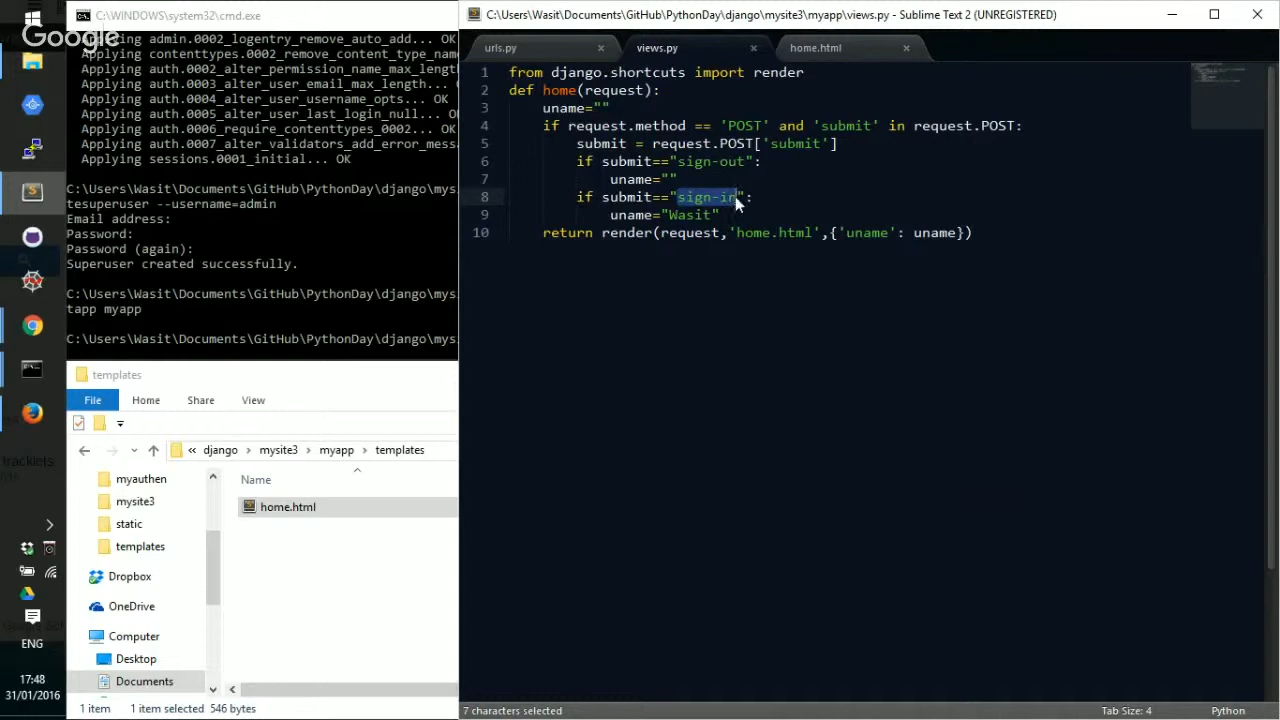 C:\WINDOWS\system32\cmd.exe
Google
Applying admin.0002_logentry_remove_auto_add... OK
Applying contenttypes.0002_remove_content_type_name
Applying auth.0002_alter_permission_name_max_length
Applying auth.0003_alter_user_email_max_length... O
Applying auth.0004_alter_user_username_opts... OK
Applying auth.0005_alter_user_last_login_null... OK
Applying auth.0006_require_contenttypes_0002... OK
Applying auth.0007_alter_validators_add_error_messa
Applying sessions.0001_initial... OK
C:\Users\Wasit\Documents\GitHub\PythonDay\django\mysi
tesuperuser --username=admin
Email address:
Password:
Password (again):
Superuser created successfully.
C:\Users\Wasit\Documents\GitHub\PythonDay\django\mysi
tapp myapp
C:\Users\Wasit\Documents\GitHub\PythonDay\django\mysi
templates
File Home Share View
« django › mysite3 › myapp › templates
Name
myauthen
mysite3
static
templates
Dropbox
OneDrive
Computer
Desktop
Documents
home.html
1 item 1 item selected 546 bytes
tracklets
ENG
17:48
31/01/2016
C:\Users\Wasit\Documents\GitHub\PythonDay\django\mysite3\myapp\views.py - Sublime Text 2 (UNREGISTERED)
urls.py views.py home.html
1 from django.shortcuts import render
2 def home(request):
3 uname=""
4 if request.method == 'POST' and 'submit' in request.POST:
5 submit = request.POST['submit']
6 if submit=="sign-out":
7 uname=""
8 if submit=="sign-in":
9 uname="Wasit"
10 return render(request,'home.html',{'uname': uname})
7 characters selected
Tab Size: 4 Python